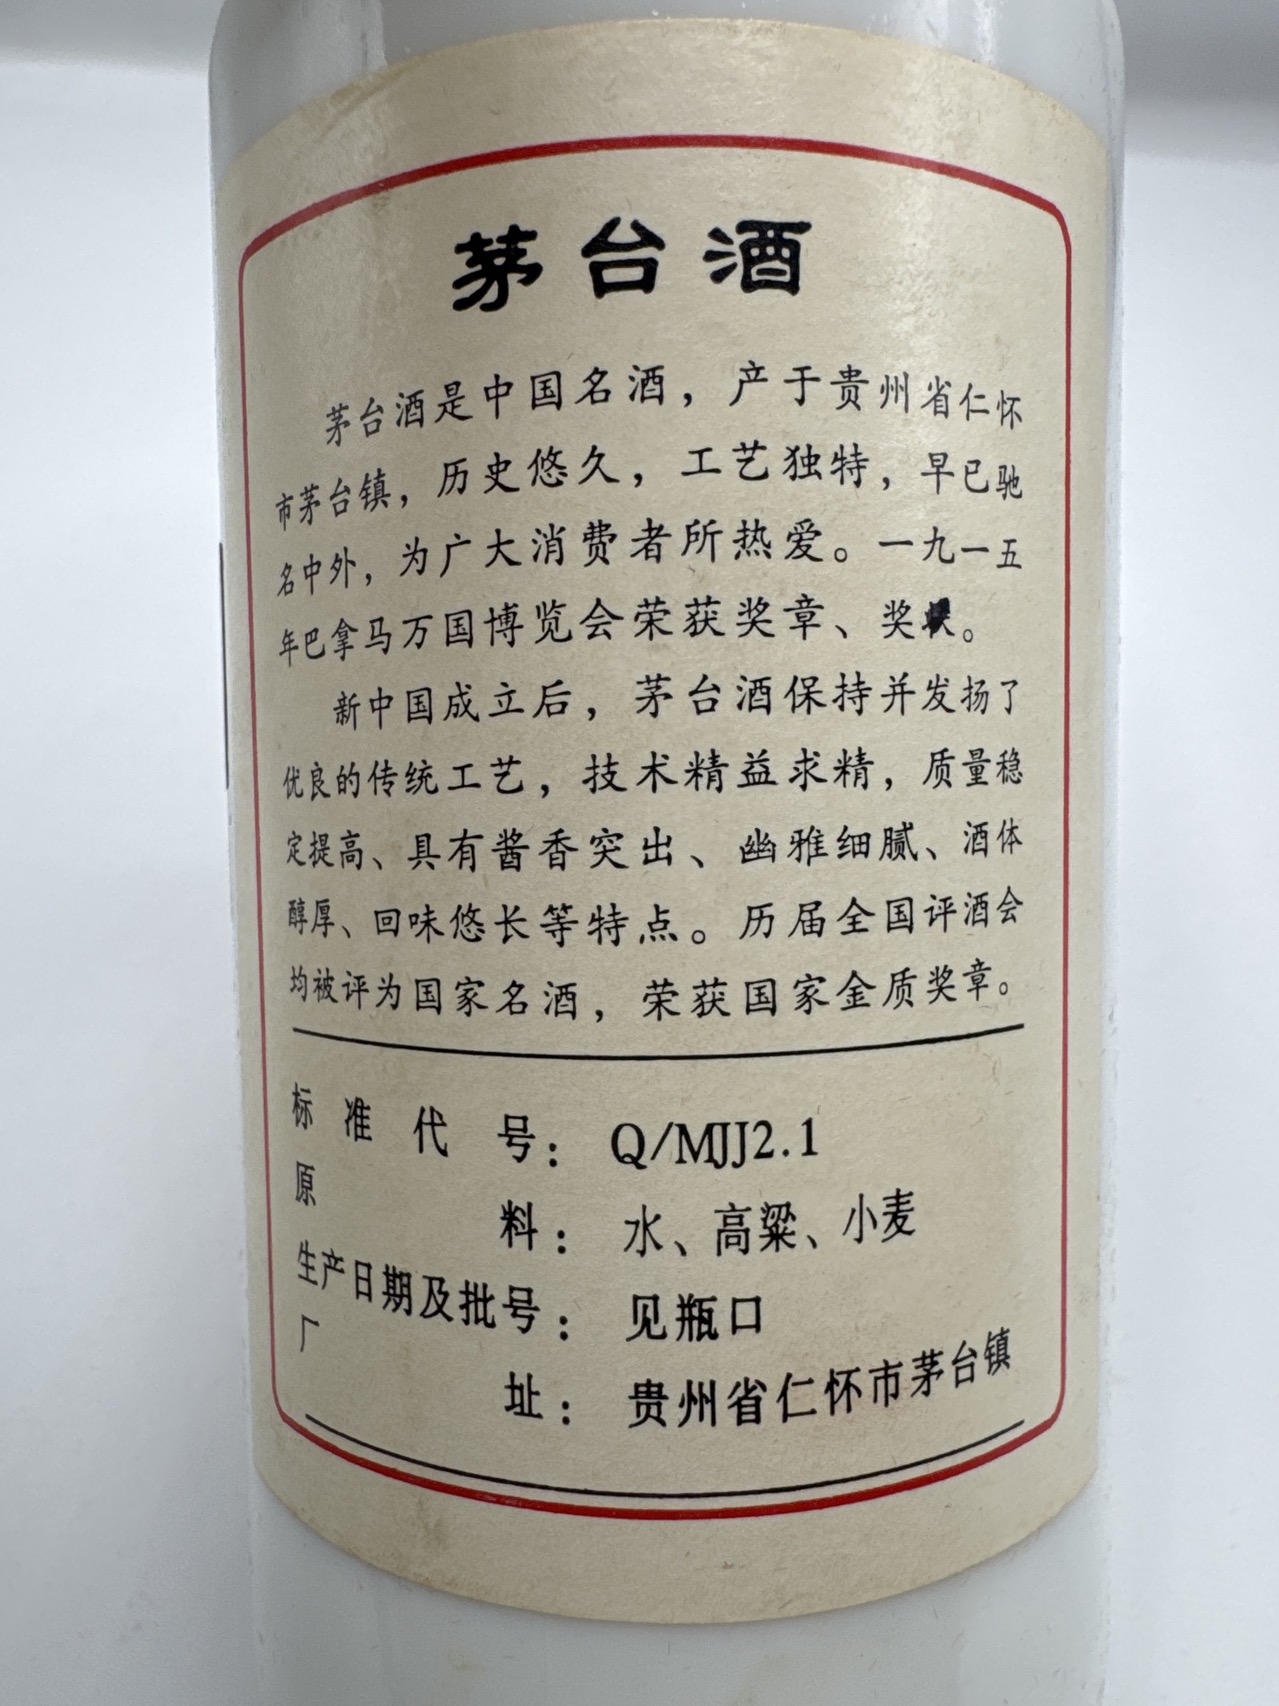 茅台酒
茅台酒是中国名酒，产于贵州省仁怀
市茅台镇，历史悠久，工艺独特，早已驰
名中外，为广大消费者所热爱。一九一五
年巴拿马万国博览会荣获奖章、奖状。
新中国成立后，茅台酒保持并发扬了
优良的传统工艺，技术精益求精，质量稳
定提高、具有酱香突出、幽雅细腻、酒体
醇厚、回味悠长等特点。历届全国评酒会
均被评为国家名酒，荣获国家金质奖章。
标准代号：Q/MJJ2.1
原料：水、高粱、小麦
生产日期及批号：见瓶口
厂址：贵州省仁怀市茅台镇